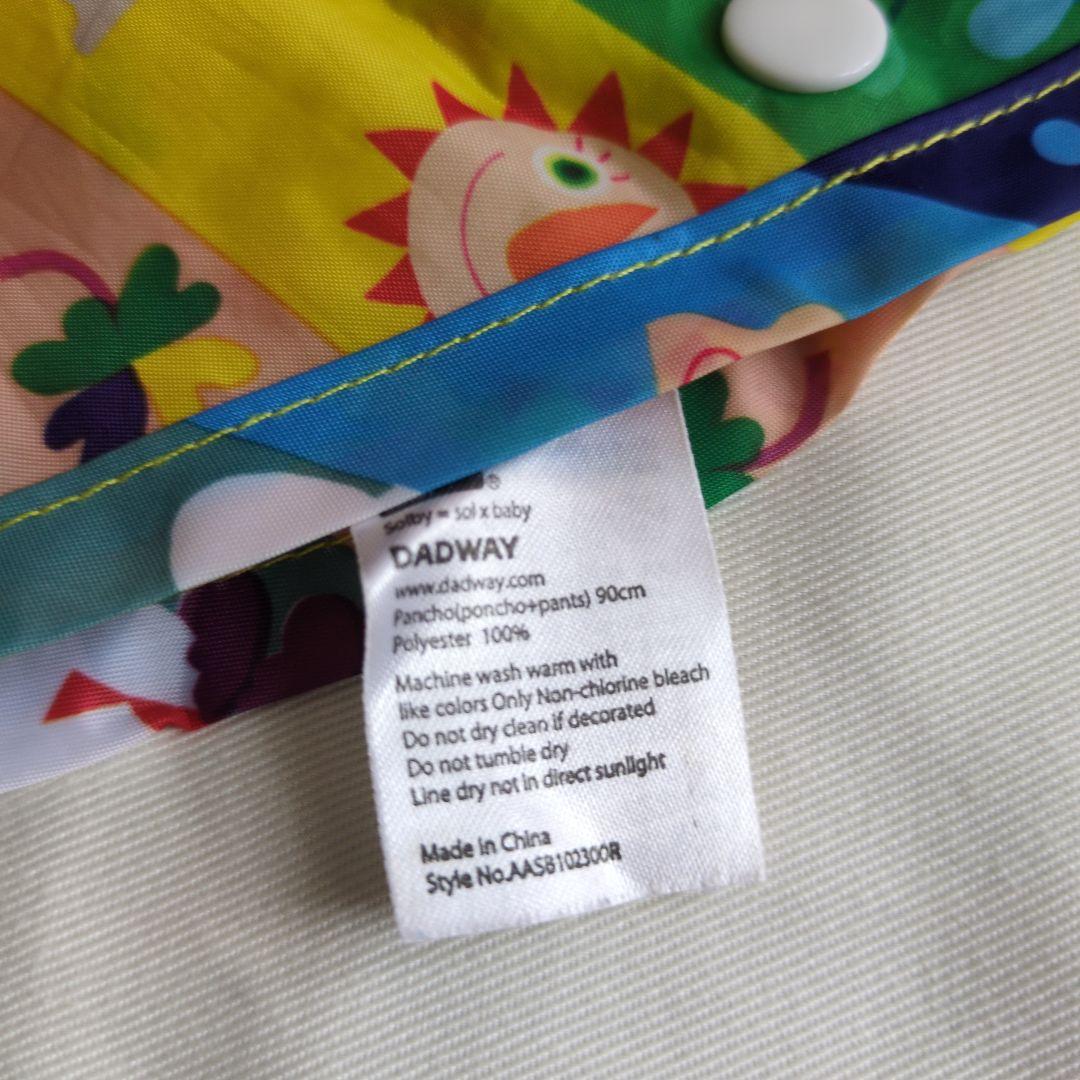 ®
Solby = sol x baby
DADWAY
www.dadway.com
Pancho(poncho+pants) 90cm
Polyester 100%
Machine wash warm with
like colors Only Non-chlorine bleach
Do not dry clean if decorated
Do not tumble dry
Line dry not in direct sunlight
Made in China
Style No.AASB102300R